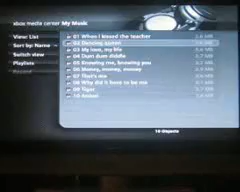 xbox media center My Music
View: List
Sort by: Name
Switch view
Playlists
Record
01 When I kissed the teacher
02 Dancing queen
03 My love, my life
04 Dum dum diddle
05 Knowing me, knowing you
06 Money, money, money
07 That's me
08 Why did it have to be me
09 Tiger
10 Arrival
10 Objects